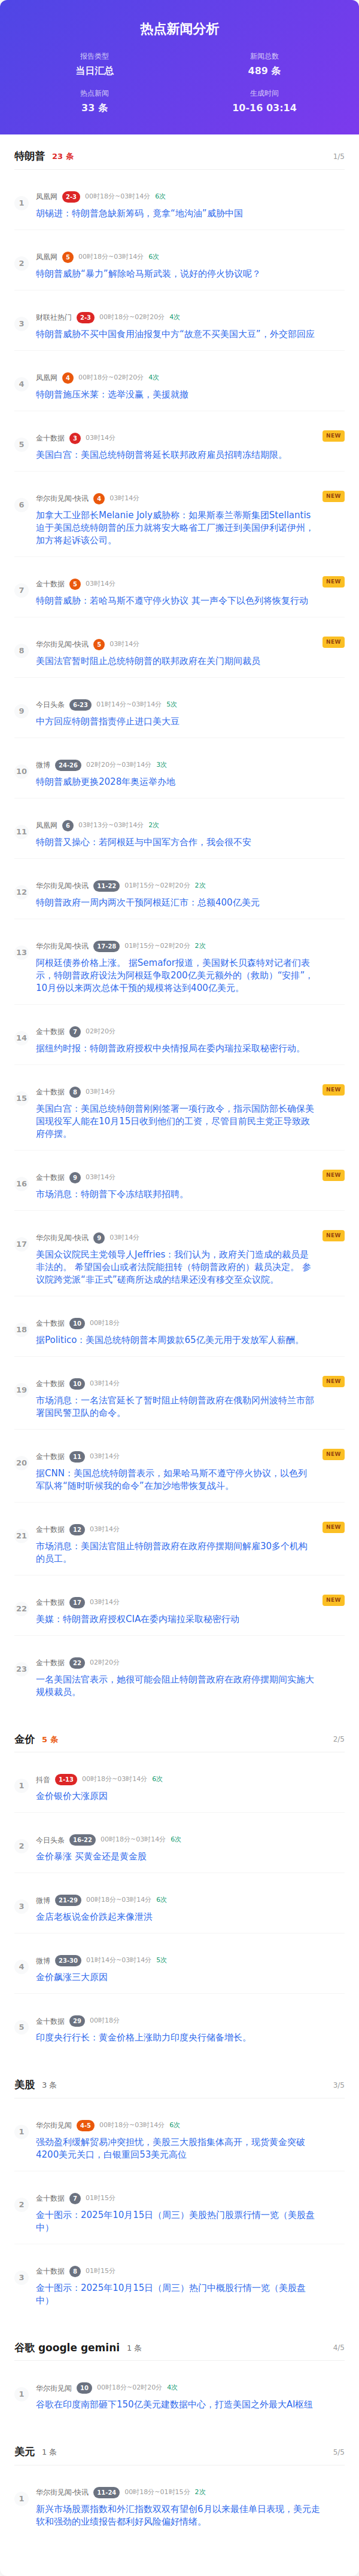 热点新闻分析
报告类型
新闻总数
当日汇总
489 条
热点新闻
生成时间
33 条
10-16 03:14
特朗普 23 条 1/5
1
凤凰网 2-3 00时18分~03时14分 6次
胡锡进：特朗普急缺新筹码，竟拿“地沟油”威胁中国
2
凤凰网 5 00时18分~03时14分 6次
特朗普威胁“暴力”解除哈马斯武装，说好的停火协议呢？
3
财联社热门 2-3 00时18分~02时20分 4次
特朗普威胁不买中国食用油报复中方“故意不买美国大豆”，外交部回应
4
凤凰网 4 00时18分~02时20分 4次
特朗普施压米莱：选举没赢，美援就撤
5
金十数据 3 03时14分 NEW
美国白宫：美国总统特朗普将延长联邦政府雇员招聘冻结期限。
6
华尔街见闻-快讯 4 03时14分 NEW
加拿大工业部长Melanie Joly威胁称：如果斯泰兰蒂斯集团Stellantis
迫于美国总统特朗普的压力就将安大略省工厂搬迁到美国伊利诺伊州，
加方将起诉该公司。
7
金十数据 5 03时14分 NEW
特朗普威胁：若哈马斯不遵守停火协议 其一声令下以色列将恢复行动
8
华尔街见闻-快讯 5 03时14分 NEW
美国法官暂时阻止总统特朗普的联邦政府在关门期间裁员
9
今日头条 6-23 01时14分~03时14分 5次
中方回应特朗普指责停止进口美大豆
10
微博 24-26 02时20分~03时14分 3次
特朗普威胁更换2028年奥运举办地
11
凤凰网 6 03时13分~03时14分 2次
特朗普又操心：若阿根廷与中国军方合作，我会很不安
12
华尔街见闻-快讯 11-22 01时15分~02时20分 2次
特朗普政府一周内两次干预阿根廷汇市：总额400亿美元
13
华尔街见闻-快讯 17-28 01时15分~02时20分 2次
阿根廷债券价格上涨。 据Semafor报道，美国财长贝森特对记者们表
示，特朗普政府设法为阿根廷争取200亿美元额外的（救助）“安排”，
10月份以来两次总体干预的规模将达到400亿美元。
14
金十数据 7 02时20分
据纽约时报：特朗普政府授权中央情报局在委内瑞拉采取秘密行动。
15
金十数据 8 03时14分 NEW
美国白宫：美国总统特朗普刚刚签署一项行政令，指示国防部长确保美
国现役军人能在10月15日收到他们的工资，尽管目前民主党正导致政
府停摆。
16
金十数据 9 03时14分 NEW
市场消息：特朗普下令冻结联邦招聘。
17
华尔街见闻-快讯 9 03时14分 NEW
美国众议院民主党领导人Jeffries：我们认为，政府关门造成的裁员是
非法的。 希望国会山或者法院能扭转（特朗普政府的）裁员决定。 参
议院跨党派“非正式”磋商所达成的结果还没有移交至众议院。
18
金十数据 10 00时18分
据Politico：美国总统特朗普本周拨款65亿美元用于发放军人薪酬。
19
金十数据 10 03时14分 NEW
市场消息：一名法官延长了暂时阻止特朗普政府在俄勒冈州波特兰市部
署国民警卫队的命令。
20
金十数据 11 03时14分 NEW
据CNN：美国总统特朗普表示，如果哈马斯不遵守停火协议，以色列
军队将“随时听候我的命令”在加沙地带恢复战斗。
21
金十数据 12 03时14分 NEW
市场消息：美国法官阻止特朗普政府在政府停摆期间解雇30多个机构
的员工。
22
金十数据 17 03时14分 NEW
美媒：特朗普政府授权CIA在委内瑞拉采取秘密行动
23
金十数据 22 02时20分
一名美国法官表示，她很可能会阻止特朗普政府在政府停摆期间实施大
规模裁员。
金价 5 条 2/5
1
抖音 1-13 00时18分~03时14分 6次
金价银价大涨原因
2
今日头条 16-22 00时18分~03时14分 6次
金价暴涨 买黄金还是黄金股
3
微博 21-29 00时18分~03时14分 6次
金店老板说金价跌起来像泄洪
4
微博 23-30 01时14分~03时14分 5次
金价飙涨三大原因
5
金十数据 29 00时18分
印度央行行长：黄金价格上涨助力印度央行储备增长。
美股 3 条 3/5
1
华尔街见闻 4-5 00时18分~03时14分 6次
强劲盈利缓解贸易冲突担忧，美股三大股指集体高开，现货黄金突破
4200美元关口，白银重回53美元高位
2
金十数据 7 01时15分
金十图示：2025年10月15日（周三）美股热门股票行情一览（美股盘
中）
3
金十数据 8 01时15分
金十图示：2025年10月15日（周三）热门中概股行情一览（美股盘
中）
谷歌 google gemini 1 条 4/5
1
华尔街见闻 10 00时18分~02时20分 4次
谷歌在印度南部砸下150亿美元建数据中心，打造美国之外最大AI枢纽
美元 1 条 5/5
1
华尔街见闻-快讯 11-24 00时18分~01时15分 2次
新兴市场股票指数和外汇指数双双有望创6月以来最佳单日表现，美元走
软和强劲的业绩报告都利好风险偏好情绪。